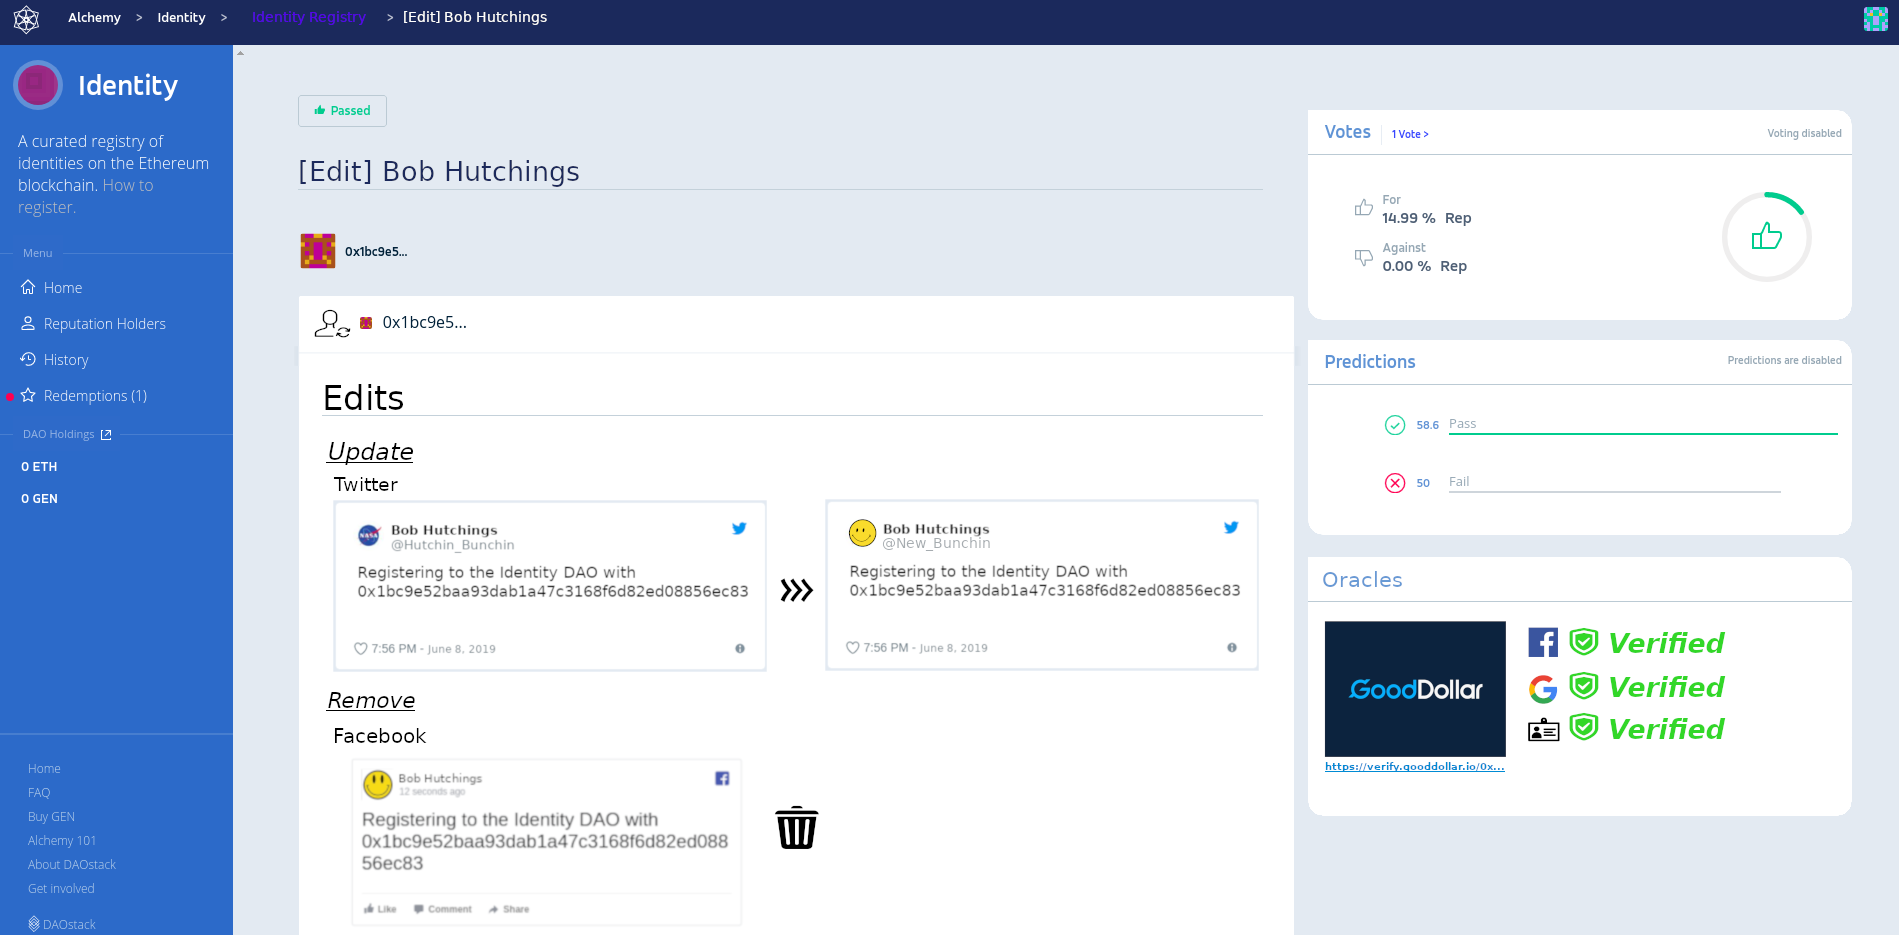 Alchemy > Identity > Identity Registry > [Edit] Bob Hutchings
Identity
A curated registry of
identities on the Ethereum
blockchain. How to
register.
Menu
Home
Reputation Holders
History
Redemptions (1)
DAO Holdings
0 ETH
0 GEN
Home
FAQ
Buy GEN
Alchemy 101
About DAOstack
Get involved
DAOstack
Passed
[Edit] Bob Hutchings
0x1bc9e5...
0x1bc9e5...
Edits
Update
Twitter
NASA
Bob Hutchings
@Hutchin_Bunchin
Registering to the Identity DAO with
0x1bc9e52baa93dab1a47c3168f6d82ed08856ec83
7:56 PM - June 8, 2019
Bob Hutchings
@New_Bunchin
Registering to the Identity DAO with
0x1bc9e52baa93dab1a47c3168f6d82ed08856ec83
7:56 PM - June 8, 2019
Remove
Facebook
Bob Hutchings
12 seconds ago
Registering to the Identity DAO with
0x1bc9e52baa93dab1a47c3168f6d82ed088
56ec83
Like Comment Share
Votes 1 Vote > Voting disabled
For
14.99 % Rep
Against
0.00 % Rep
Predictions Predictions are disabled
58.6 Pass
50 Fail
Oracles
GoodDollar
https://verify.gooddollar.io/0x...
Verified
Verified
Verified